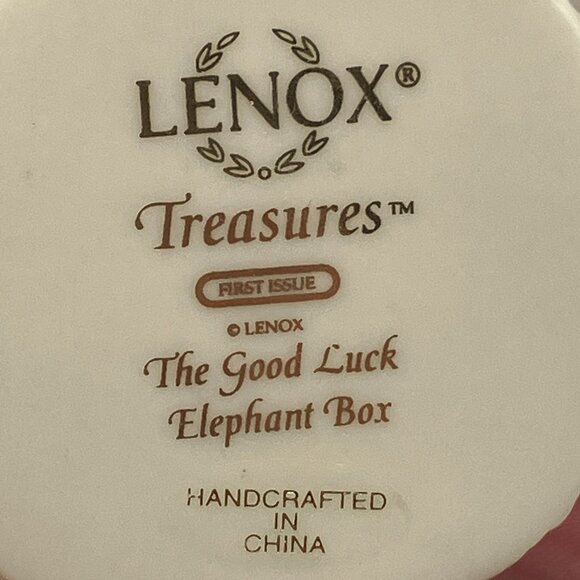 LENOX®
Treasures™
FIRST ISSUE
© LENOX
The Good Luck
Elephant Box
HANDCRAFTED
IN
CHINA